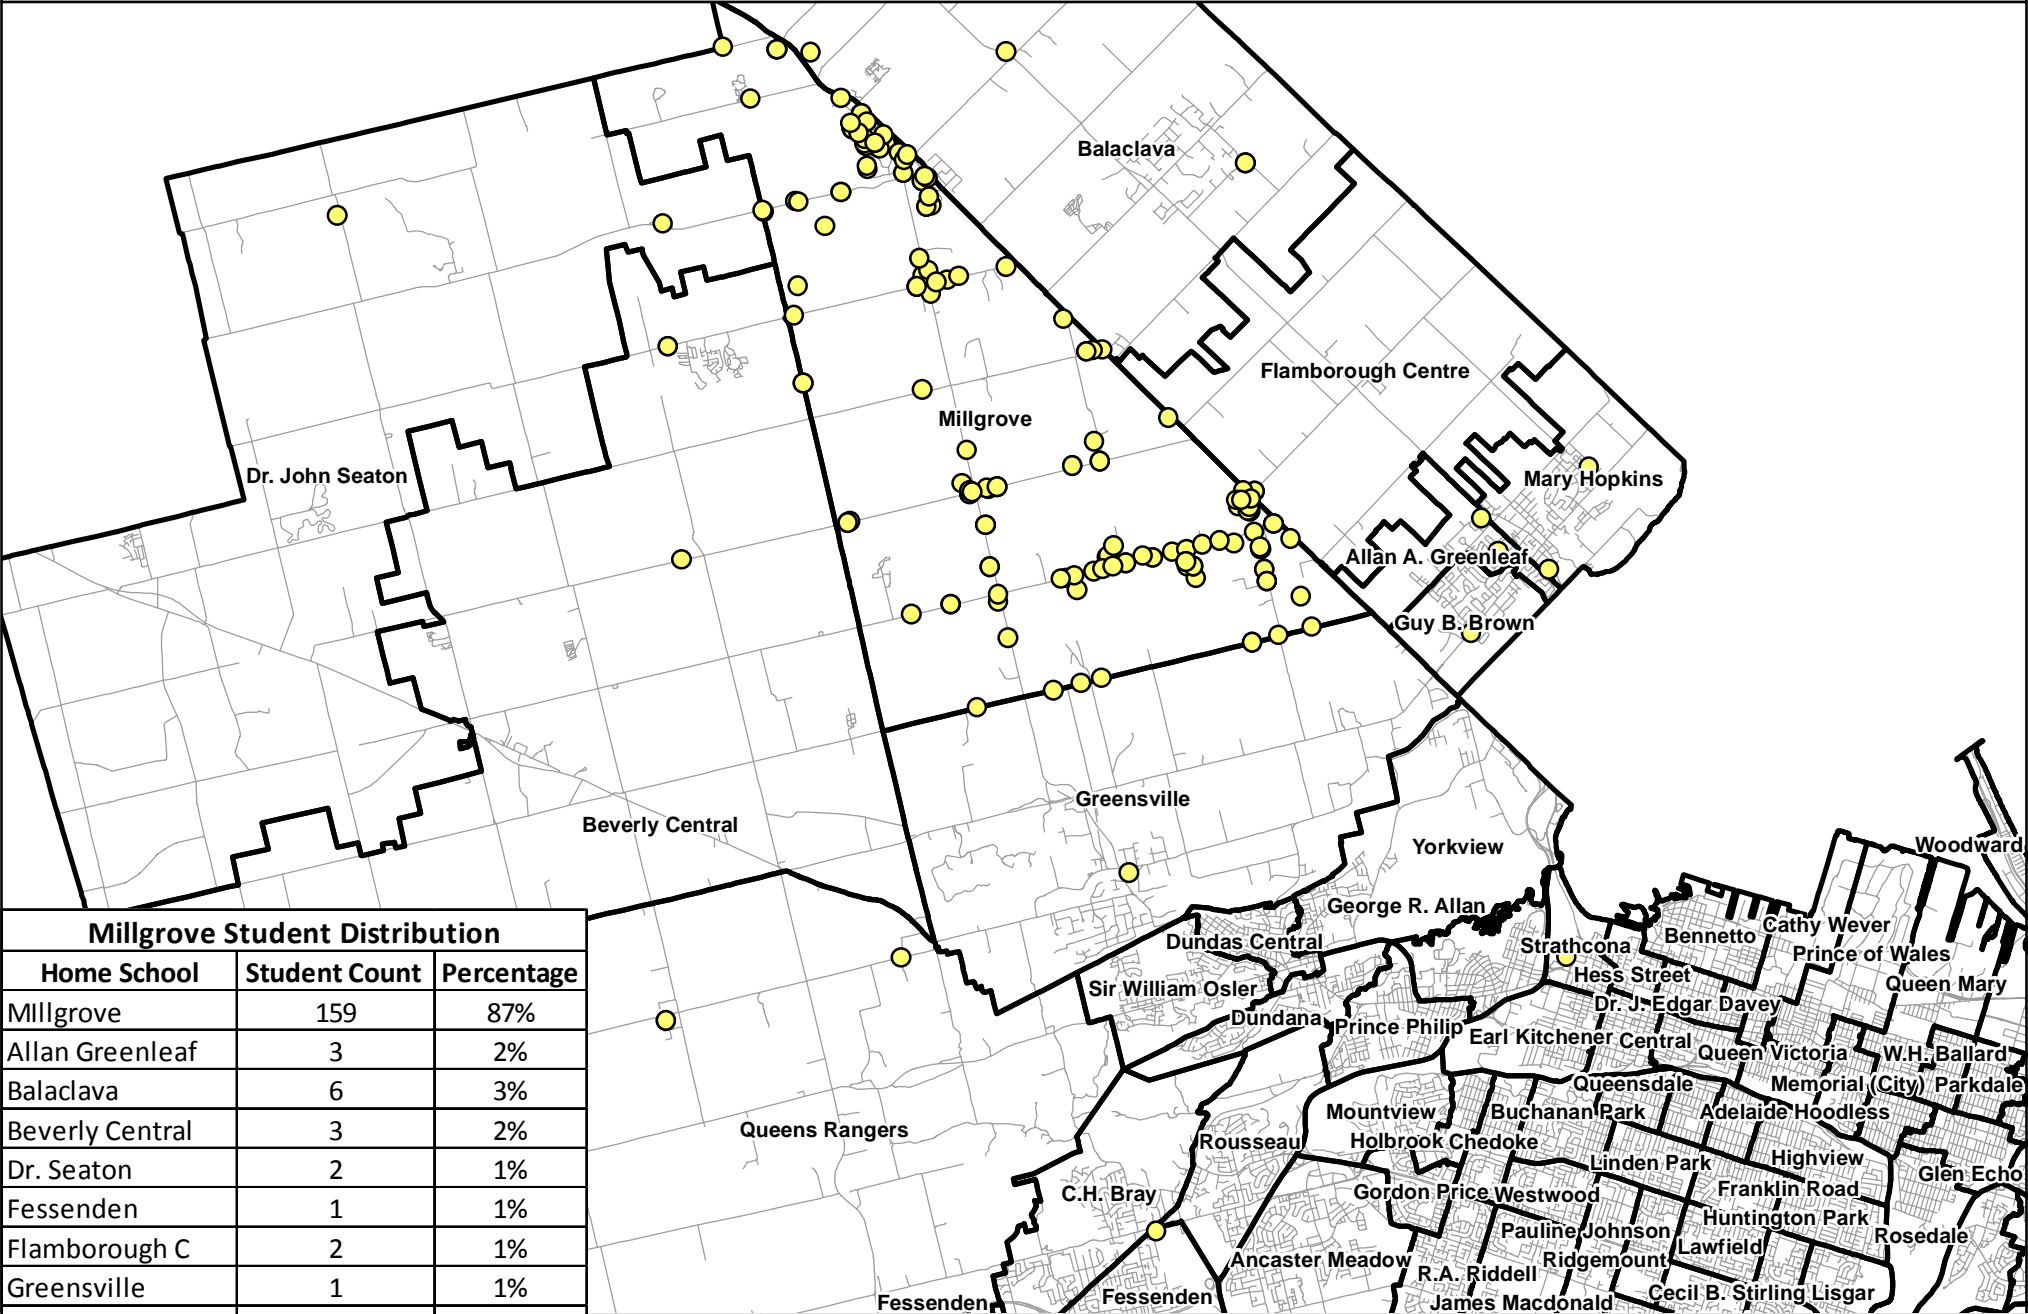 Balaclava
Flamborough Centre
Millgrove
Dr. John Seaton
Mary Hopkins
Allan A. Greenleaf
Guy B. Brown
Greensville
Beverly Central
Yorkview
Woodward
George R. Allan
Cathy Wever
Bennetto
Dundas Central
Strathcona
Prince of Wales
Hess Street
Queen Mary
Sir William Osler
Dr. J. Edgar Davey
Dundana
Prince Philip
Earl Kitchener
Central
Queen Victoria
W.H. Ballard
Queensdale
Memorial (City)
Parkdale
Mountview
Buchanan Park
Adelaide Hoodless
Queens Rangers
Rousseau
Holbrook
Chedoke
Linden Park
Highview
Glen Echo
C.H. Bray
Gordon Price
Westwood
Franklin Road
Huntington Park
Pauline Johnson
Rosedale
Lawfield
Ancaster Meadow
Ridgemount
R.A. Riddell
Cecil B. Stirling
Lisgar
Fessenden
Fessenden
James Macdonald
Millgrove Student Distribution
Home School Student Count Percentage
MIllgrove 159 87%
Allan Greenleaf 3 2%
Balaclava 6 3%
Beverly Central 3 2%
Dr. Seaton 2 1%
Fessenden 1 1%
Flamborough C 2 1%
Greensville 1 1%